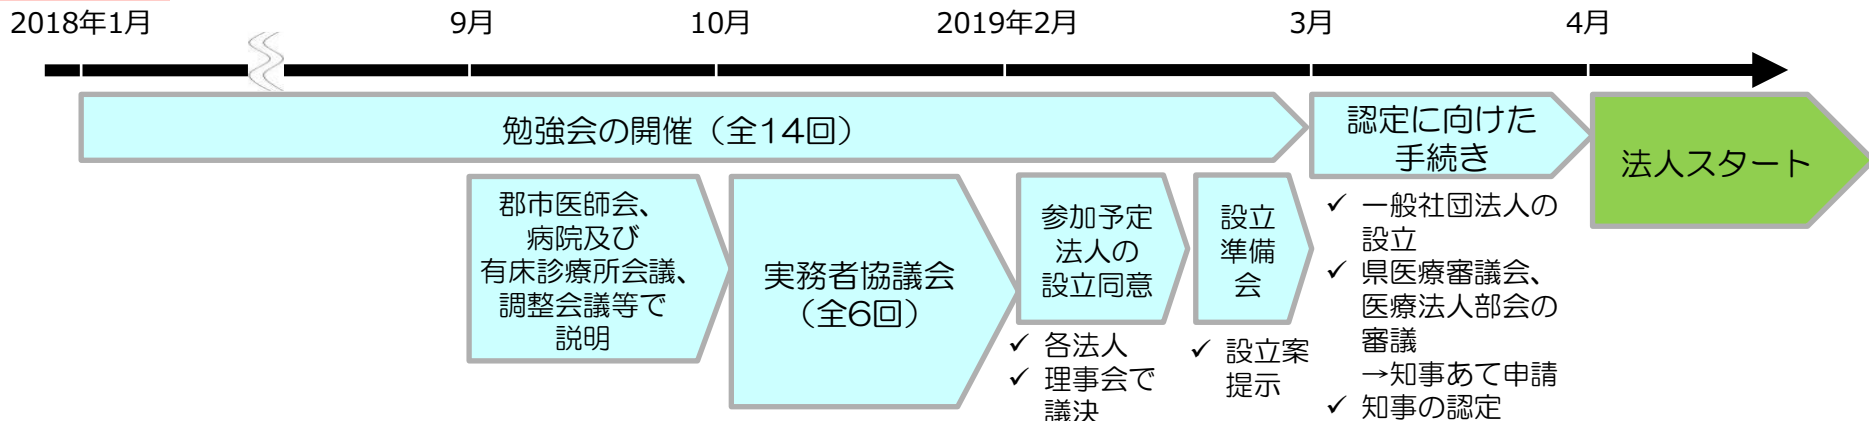 2018年1月
9月
10月
2019年2月
3月
4月
勉強会の開催（全14回）
認定に向けた
手続き
法人スタート
郡市医師会、
病院及び
有床診療所会議、
調整会議等で
説明
実務者協議会
（全6回）
参加予定
法人の
設立同意
✓ 各法人
✓ 理事会で
議決
設立
準備
会
✓ 設立案
提示
✓ 一般社団法人の
設立
✓ 県医療審議会、
医療法人部会の
審議
→知事あて申請
✓ 知事の認定